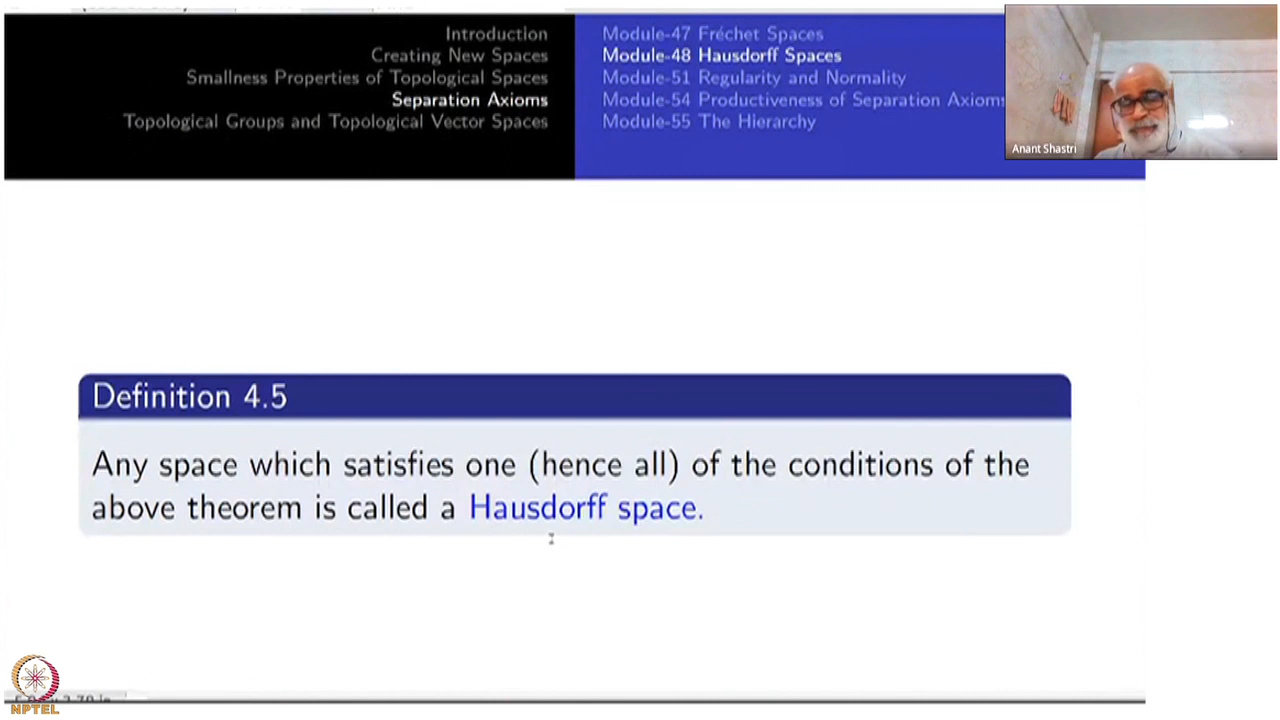 Introduction
Creating New Spaces
Smallness Properties of Topological Spaces
Separation Axioms
Topological Groups and Topological Vector Spaces
Module-47 Fréchet Spaces
Module-48 Hausdorff Spaces
Module-51 Regularity and Normality
Module-54 Productiveness of Separation Axioms
Module-55 The Hierarchy
Anant Shastri
Definition 4.5
Any space which satisfies one (hence all) of the conditions of the
above theorem is called a Hausdorff space.
NPTEL